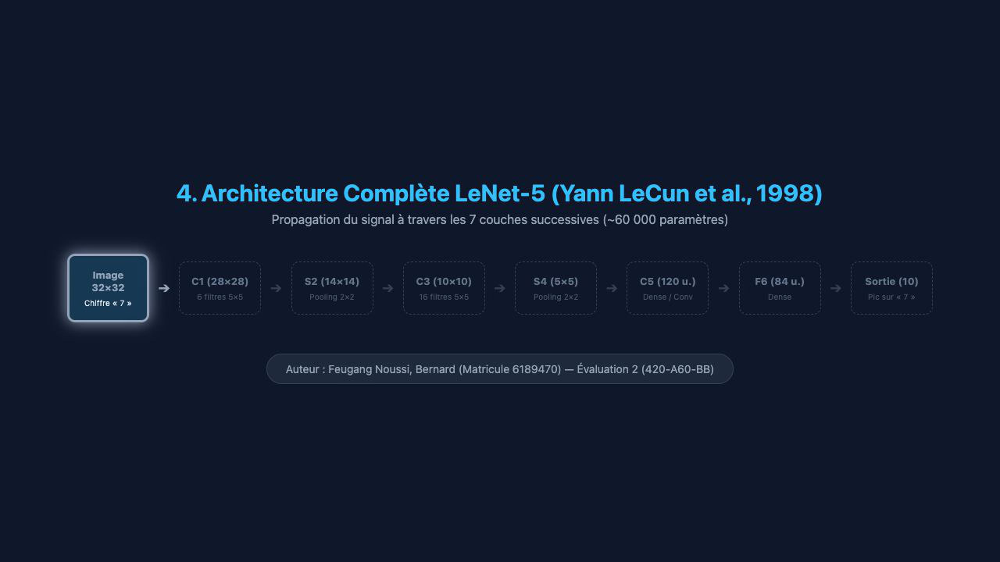 4. Architecture Complète LeNet-5 (Yann LeCun et al., 1998)
Propagation du signal à travers les 7 couches successives (~60 000 paramètres)
Image
32×32
Chiffre « 7 »
➔
C1 (28×28)
6 filtres 5×5
➔
S2 (14×14)
Pooling 2×2
➔
C3 (10×10)
16 filtres 5×5
➔
S4 (5×5)
Pooling 2×2
➔
C5 (120 u.)
Dense / Conv
➔
F6 (84 u.)
Dense
➔
Sortie (10)
Pic sur « 7 »
Auteur : Feugang Noussi, Bernard (Matricule 6189470) — Évaluation 2 (420-A60-BB)